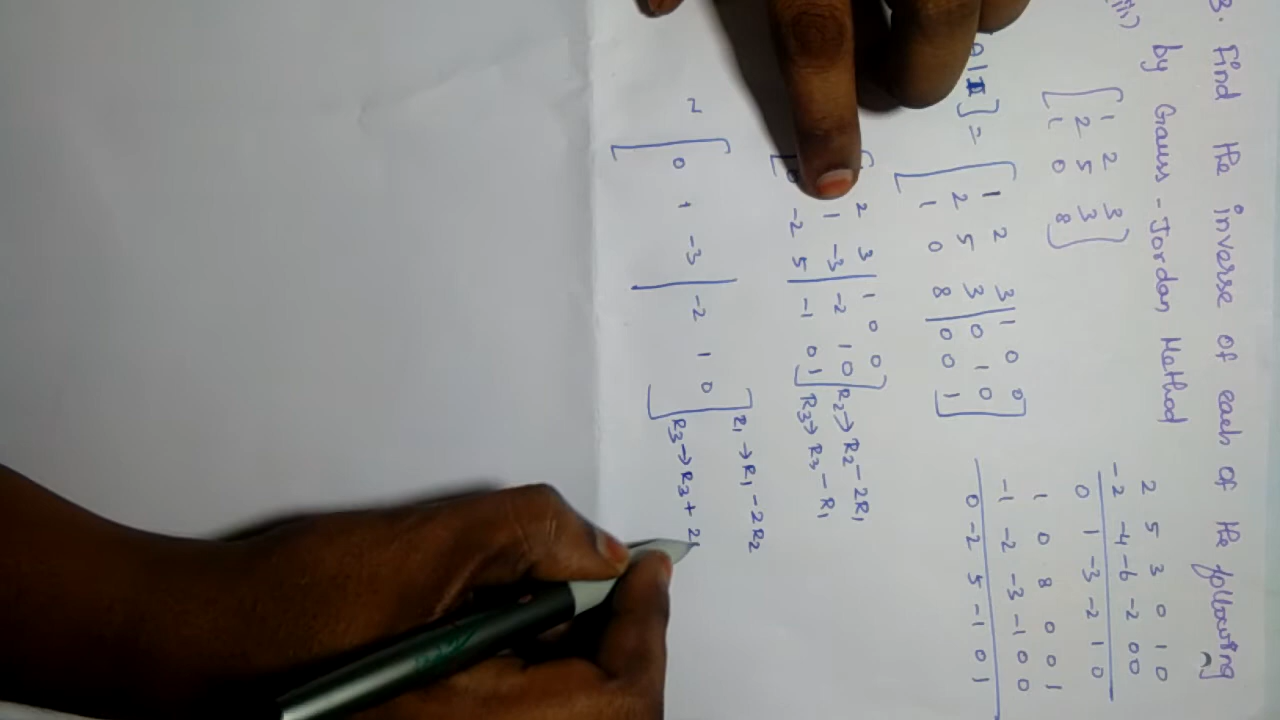 3. Find the inverse of each of the following
iii) by Gauss - Jordan Method
[ 1 2 3
2 5 3
1 0 8 ]
A|I] = [ 1 2 3 | 1 0 0
2 5 3 | 0 1 0
1 0 8 | 0 0 1 ]
2 3 | 1 0 0
1 -3 | -2 1 0 ] R2→R2-2R1
0 -2 5 | -1 0 1 R3→R3-R1
~ [ 0 1 -3 | -2 1 0 ] R1→R1-2R2
R3→R3+2
2 5 3 0 1 0
-2 -4 -6 -2 0 0
0 1 -3 -2 1 0
1 0 8 0 0 1
-1 -2 -3 -1 0 0
0 -2 5 -1 0 1